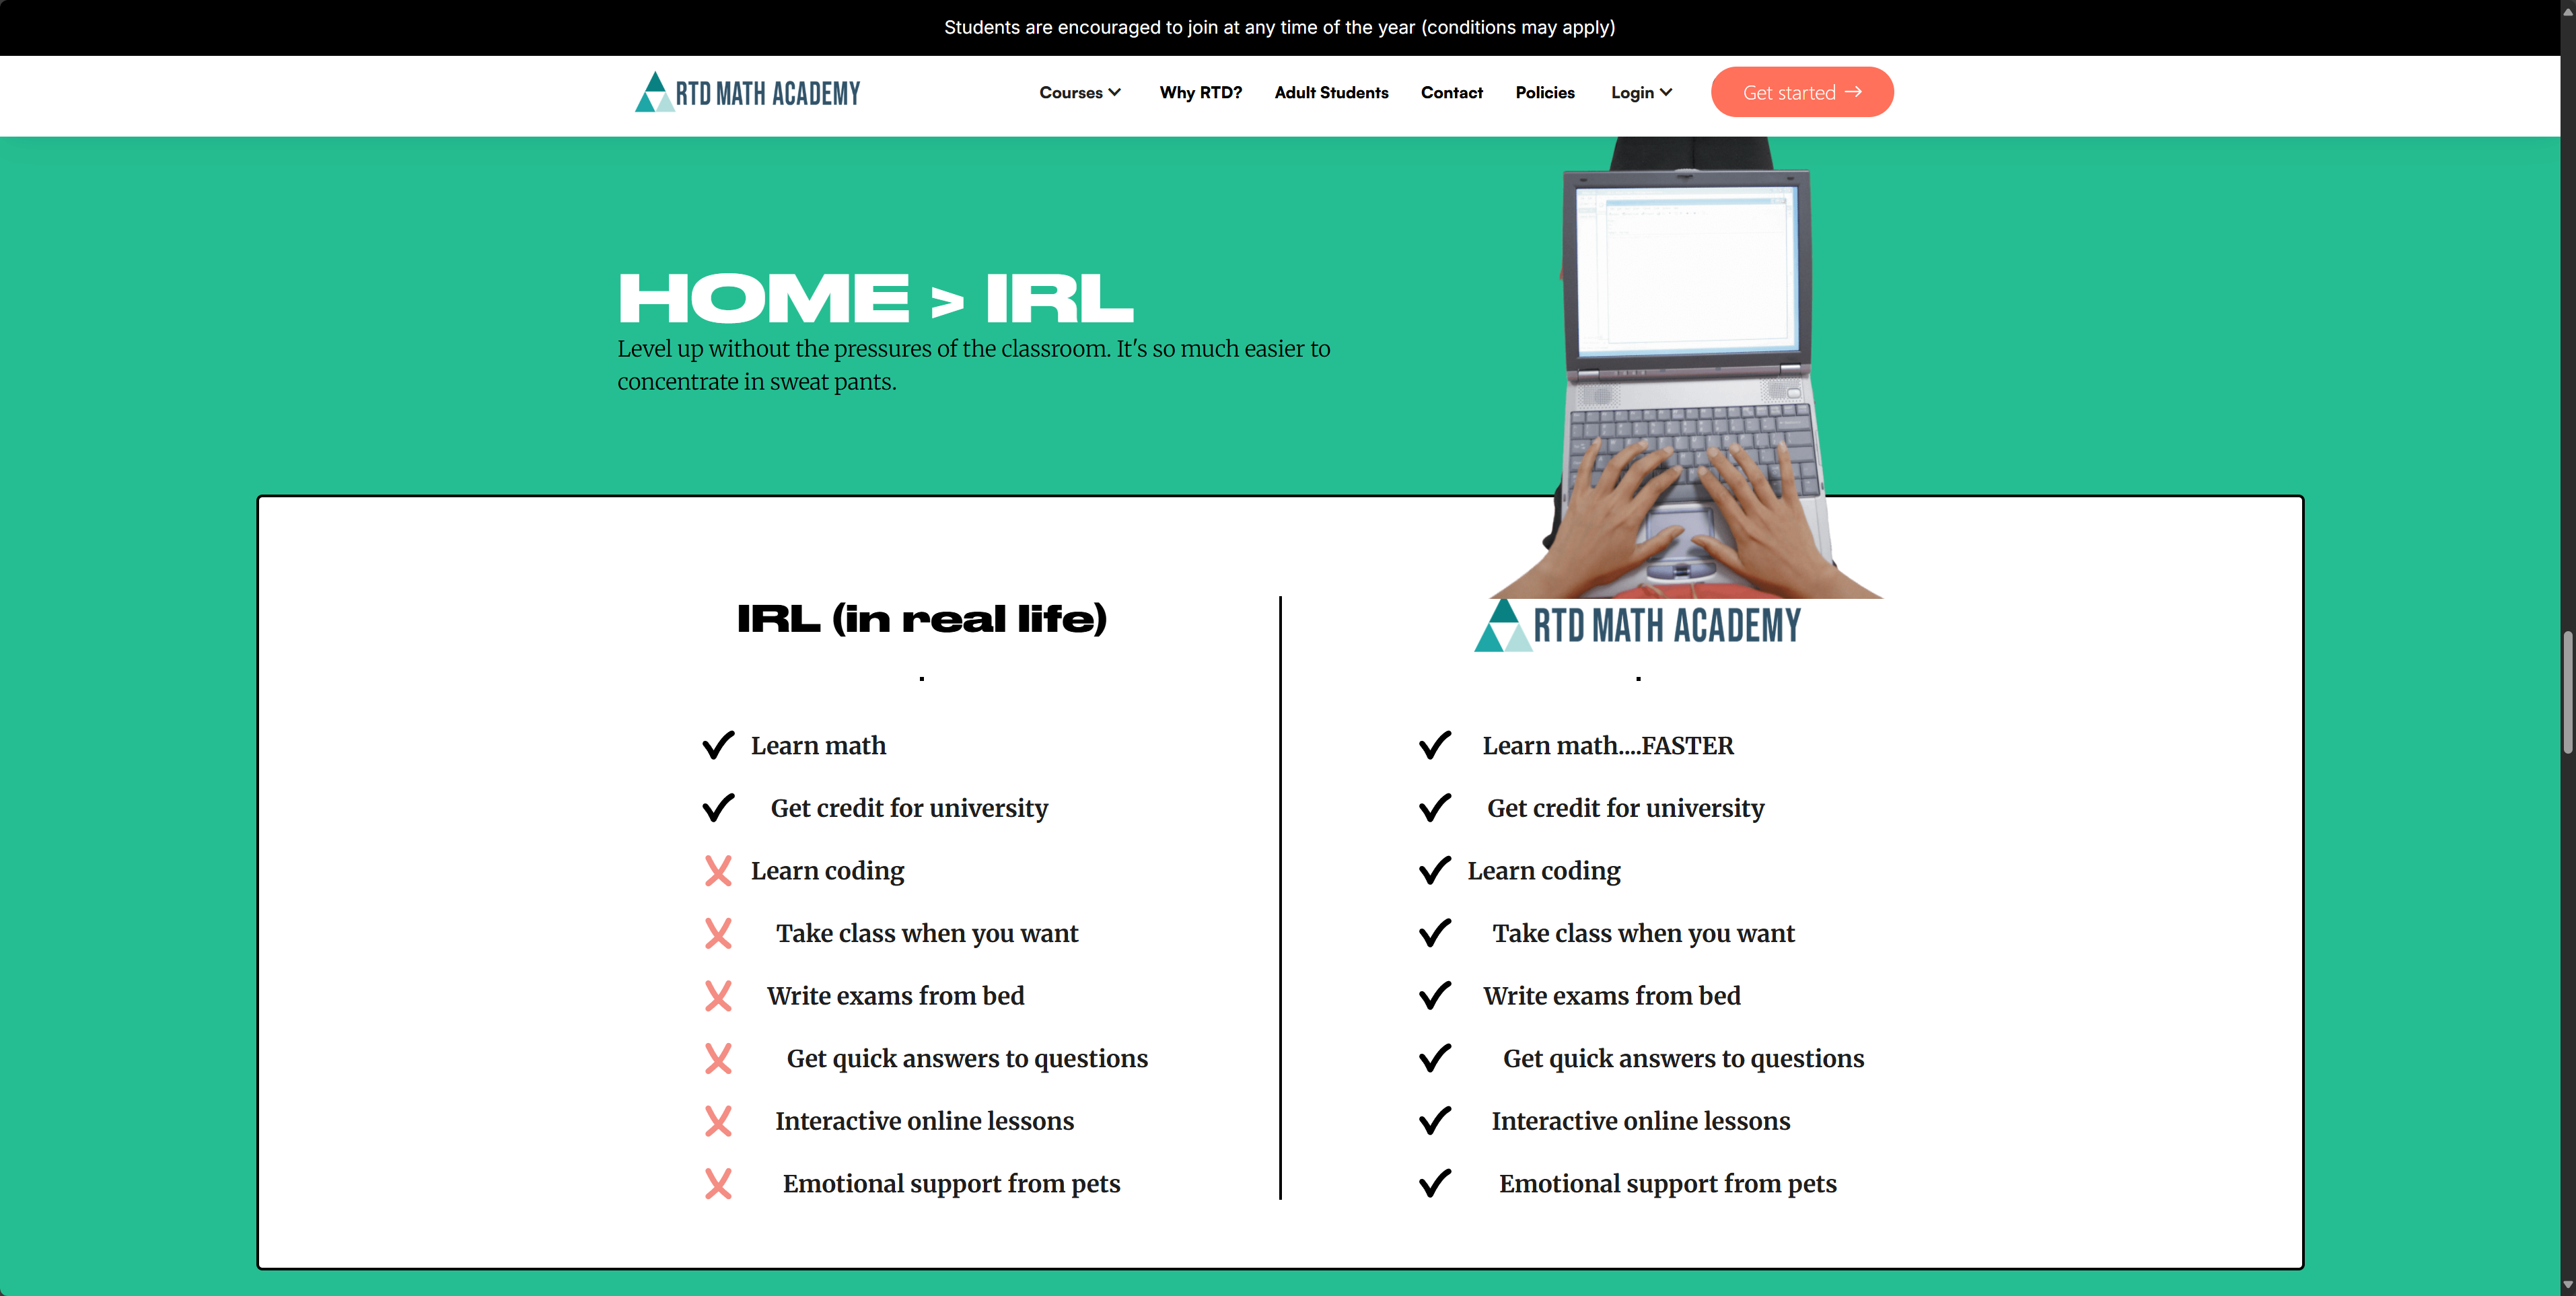 Students are encouraged to join at any time of the year (conditions may apply)
RTD MATH ACADEMY
Courses
Why RTD?
Adult Students
Contact
Policies
Login
Get started →
HOME > IRL
Level up without the pressures of the classroom. It's so much easier to
concentrate in sweat pants.
IRL (in real life)
.
Learn math
Get credit for university
Learn coding
Take class when you want
Write exams from bed
Get quick answers to questions
Interactive online lessons
Emotional support from pets
RTD MATH ACADEMY
.
Learn math....FASTER
Get credit for university
Learn coding
Take class when you want
Write exams from bed
Get quick answers to questions
Interactive online lessons
Emotional support from pets